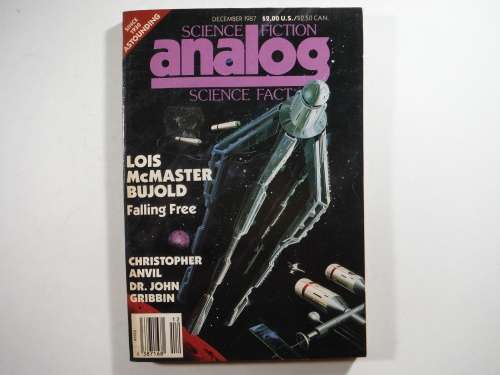 SINCE
1930
ASTOUNDING
DECEMBER 1987 $2.00 U.S./$2.50 CAN.
SCIENCE FICTION
analog
SCIENCE FACT
LOIS
McMASTER
BUJOLD
Falling Free
CHRISTOPHER
ANVIL
DR. JOHN
GRIBBIN
12